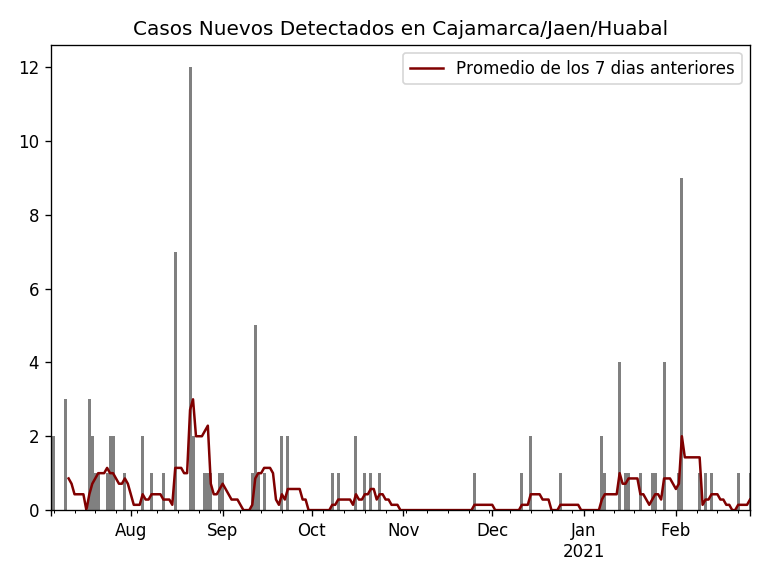 Casos Nuevos Detectados en Cajamarca/Jaen/Huabal
Promedio de los 7 dias anteriores
12
10
8
6
4
2
0
Aug Sep Oct Nov Dec Jan Feb
2021